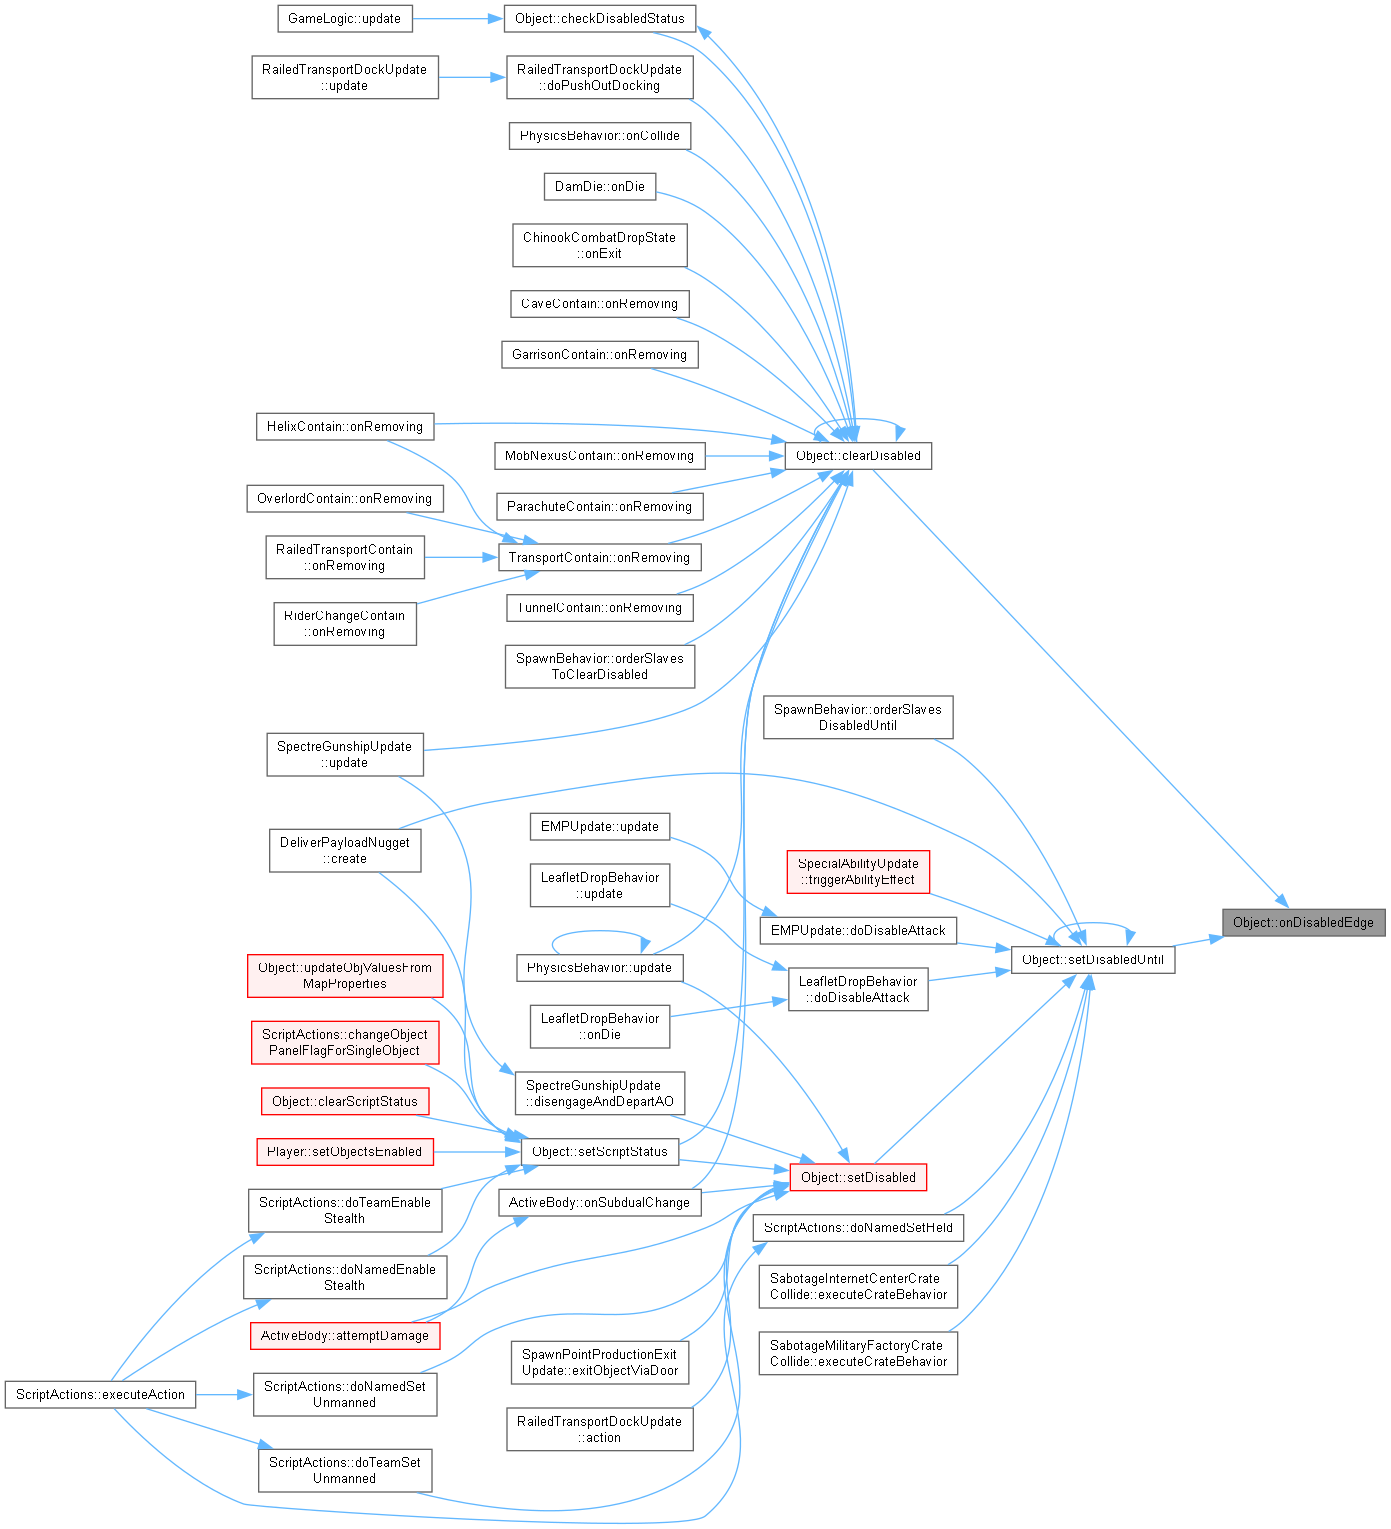 GameLogic::update
Object::checkDisabledStatus
RailedTransportDockUpdate
::update
RailedTransportDockUpdate
::doPushOutDocking
PhysicsBehavior::onCollide
DamDie::onDie
ChinookCombatDropState
::onExit
CaveContain::onRemoving
GarrisonContain::onRemoving
HelixContain::onRemoving
MobNexusContain::onRemoving
Object::clearDisabled
OverlordContain::onRemoving
ParachuteContain::onRemoving
RailedTransportContain
::onRemoving
TransportContain::onRemoving
RiderChangeContain
::onRemoving
TunnelContain::onRemoving
SpawnBehavior::orderSlaves
ToClearDisabled
SpawnBehavior::orderSlaves
DisabledUntil
SpectreGunshipUpdate
::update
DeliverPayloadNugget
::create
EMPUpdate::update
LeafletDropBehavior
::update
SpecialAbilityUpdate
::triggerAbilityEffect
EMPUpdate::doDisableAttack
Object::onDisabledEdge
Object::setDisabledUntil
PhysicsBehavior::update
LeafletDropBehavior
::doDisableAttack
Object::updateObjValuesFrom
MapProperties
LeafletDropBehavior
::onDie
ScriptActions::changeObject
PanelFlagForSingleObject
SpectreGunshipUpdate
::disengageAndDepartAO
Object::clearScriptStatus
Player::setObjectsEnabled
Object::setScriptStatus
Object::setDisabled
ScriptActions::doTeamEnable
Stealth
ActiveBody::onSubdualChange
ScriptActions::doNamedSetHeld
ScriptActions::doNamedEnable
Stealth
SabotageInternetCenterCrate
Collide::executeCrateBehavior
ActiveBody::attemptDamage
SpawnPointProductionExit
Update::exitObjectViaDoor
SabotageMilitaryFactoryCrate
Collide::executeCrateBehavior
ScriptActions::executeAction
ScriptActions::doNamedSet
Unmanned
RailedTransportDockUpdate
::action
ScriptActions::doTeamSet
Unmanned